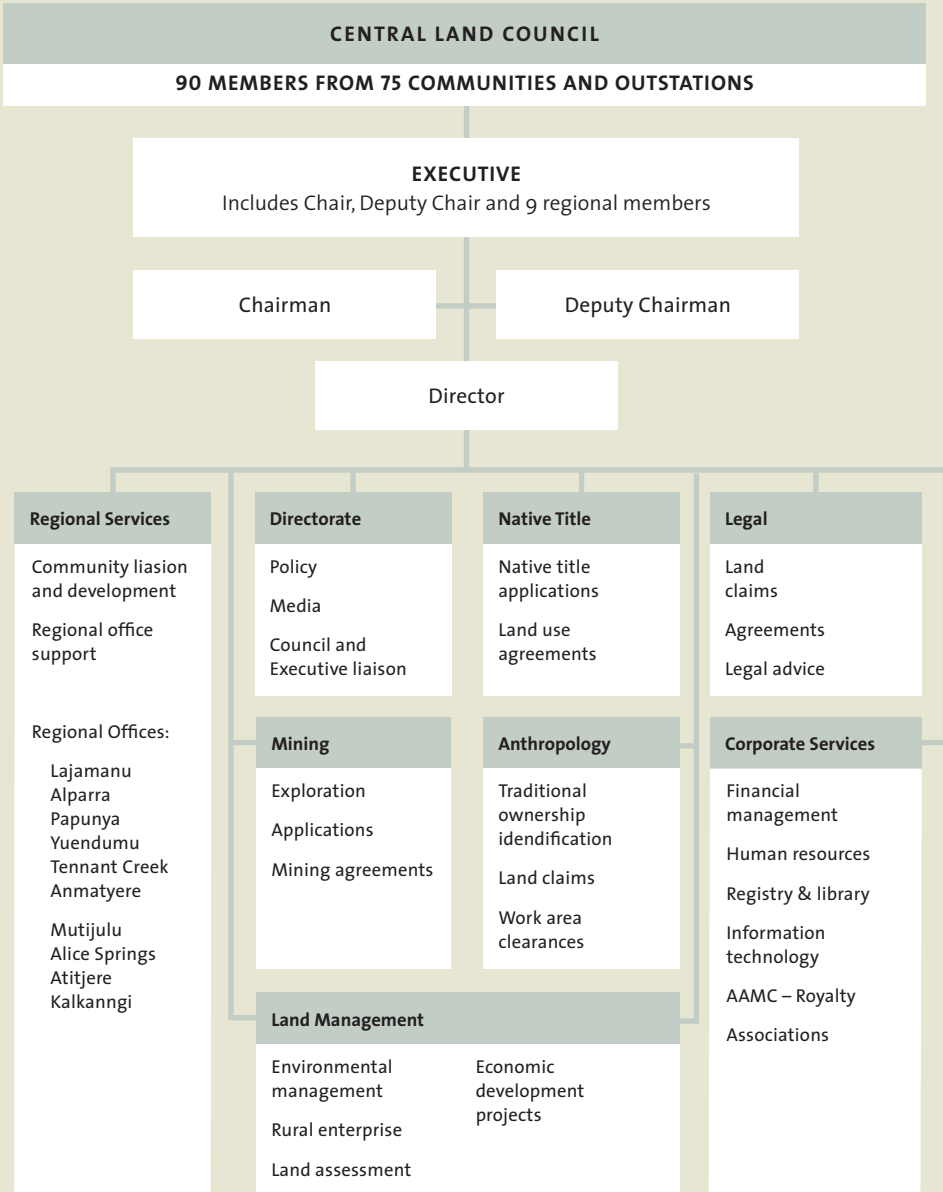 CENTRAL LAND COUNCIL
90 MEMBERS FROM 75 COMMUNITIES AND OUTSTATIONS
EXECUTIVE
Includes Chair, Deputy Chair and 9 regional members
Chairman
Deputy Chairman
Director
Regional Services
Community liasion
and development
Regional office
support
Regional Offices:
Lajamanu
Alparra
Papunya
Yuendumu
Tennant Creek
Anmatyere
Mutijulu
Alice Springs
Atitjere
Kalkanngi
Directorate
Policy
Media
Council and
Executive liaison
Native Title
Native title
applications
Land use
agreements
Legal
Land
claims
Agreements
Legal advice
Mining
Exploration
Applications
Mining agreements
Anthropology
Traditional
ownership
idendification
Land claims
Work area
clearances
Corporate Services
Financial
management
Human resources
Registry & library
Information
technology
AAMC – Royalty
Associations
Land Management
Environmental
management
Rural enterprise
Land assessment
Economic
development
projects